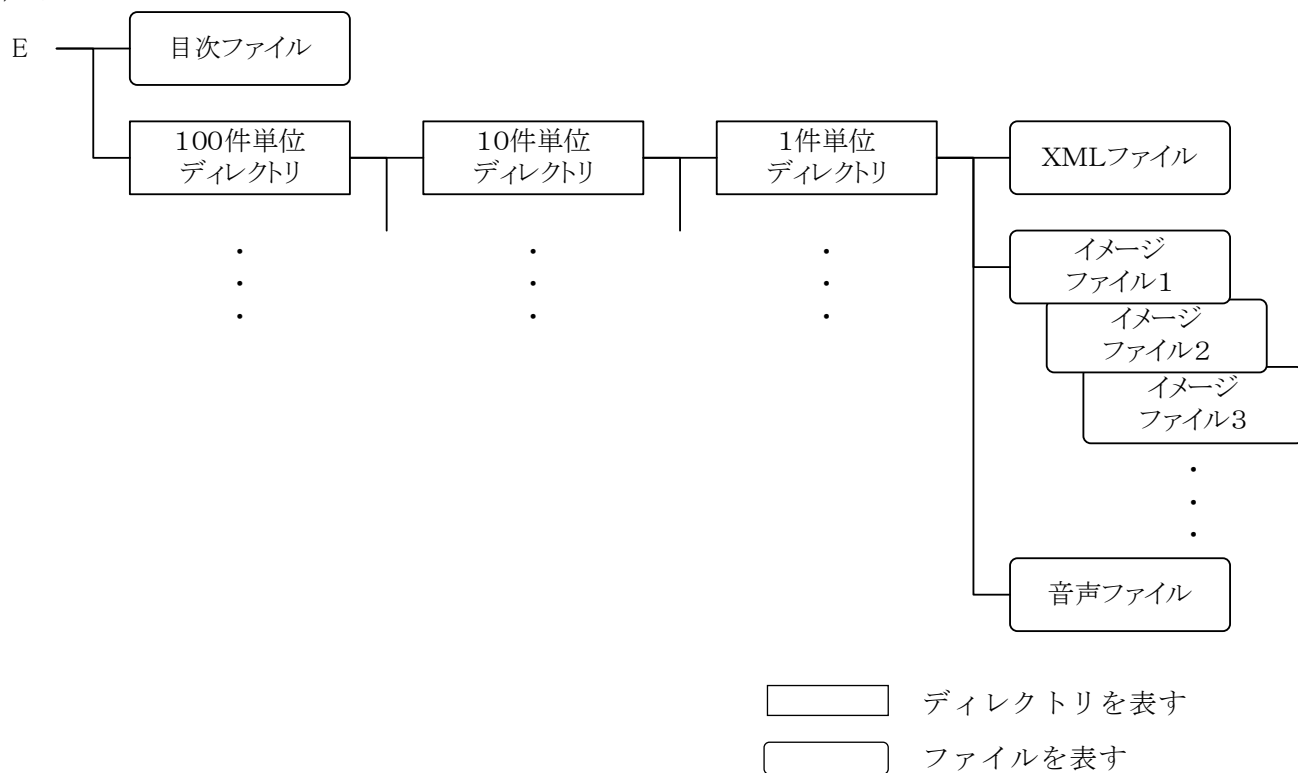 E
目次ファイル
100件単位
ディレクトリ
10件単位
ディレクトリ
1件単位
ディレクトリ
XMLファイル
イメージ
ファイル1
イメージ
ファイル2
イメージ
ファイル3
音声ファイル
ディレクトリを表す
ファイルを表す